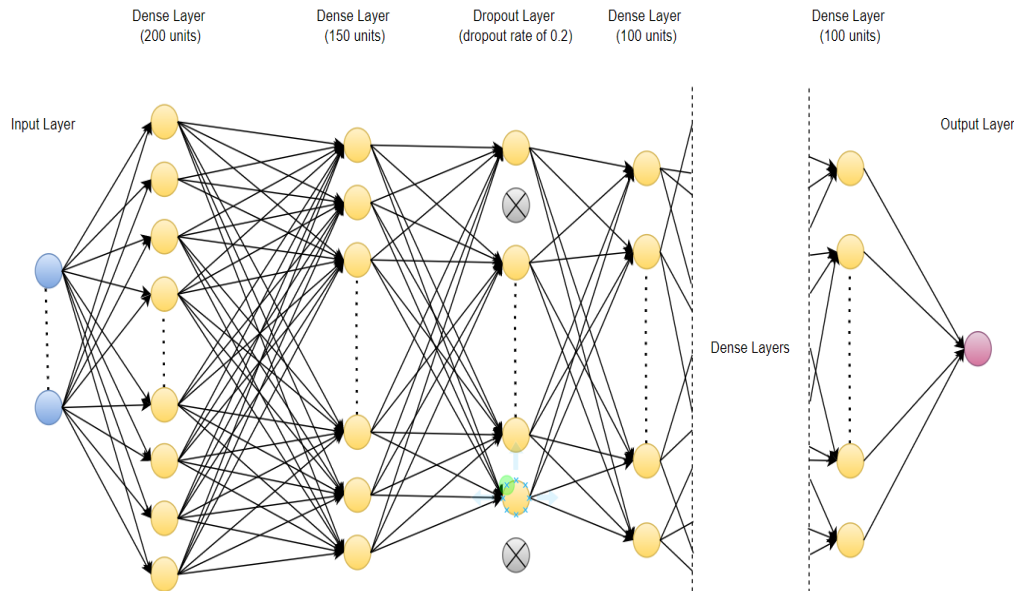 Dense Layer
(200 units)
Dense Layer
(150 units)
Dropout Layer
(dropout rate of 0.2)
Dense Layer
(100 units)
Dense Layer
(100 units)
Input Layer
Output Layer
Dense Layers